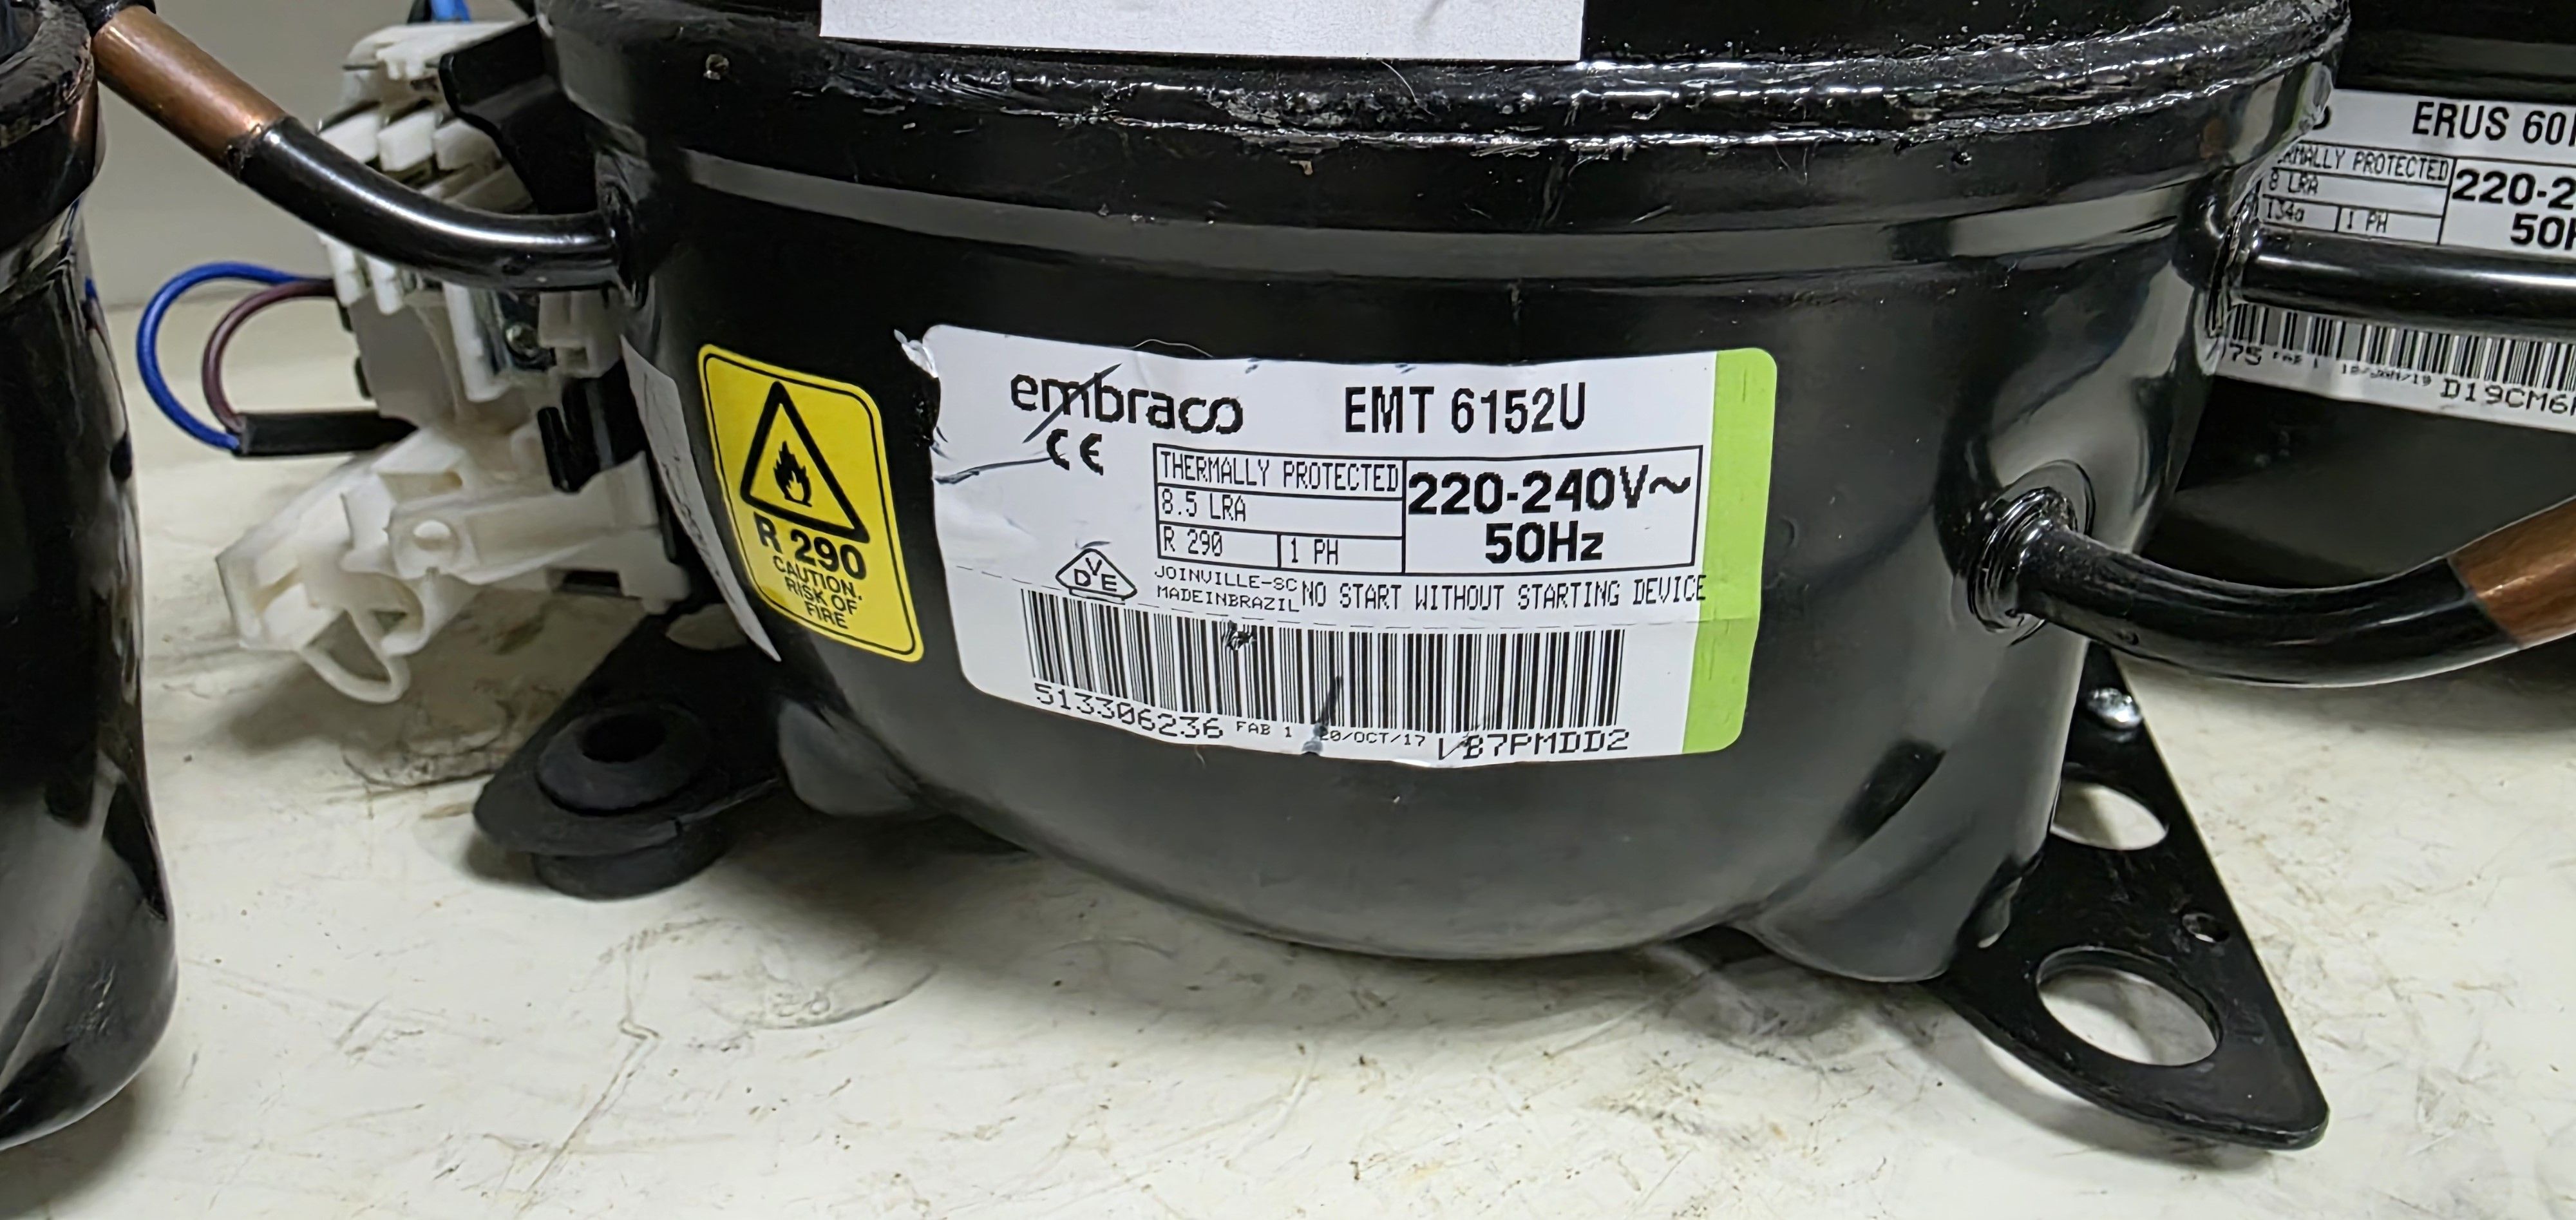 R 290
CAUTION.
RISK OF
FIRE
embraco
EMT 6152U
CE
THERMALLY PROTECTED
8.5 LRA
R 290
1 PH
220-240V~
50Hz
DVE
JOINVILLE-SC
MADEINBRAZIL
NO START WITHOUT STARTING DEVICE
513306236
FAB 1
20/OCT/17
B7PMDD2
ERUS
PROTECTED
8 LRA
1 PH
220-2
50
75
FAB 1
D19CM6